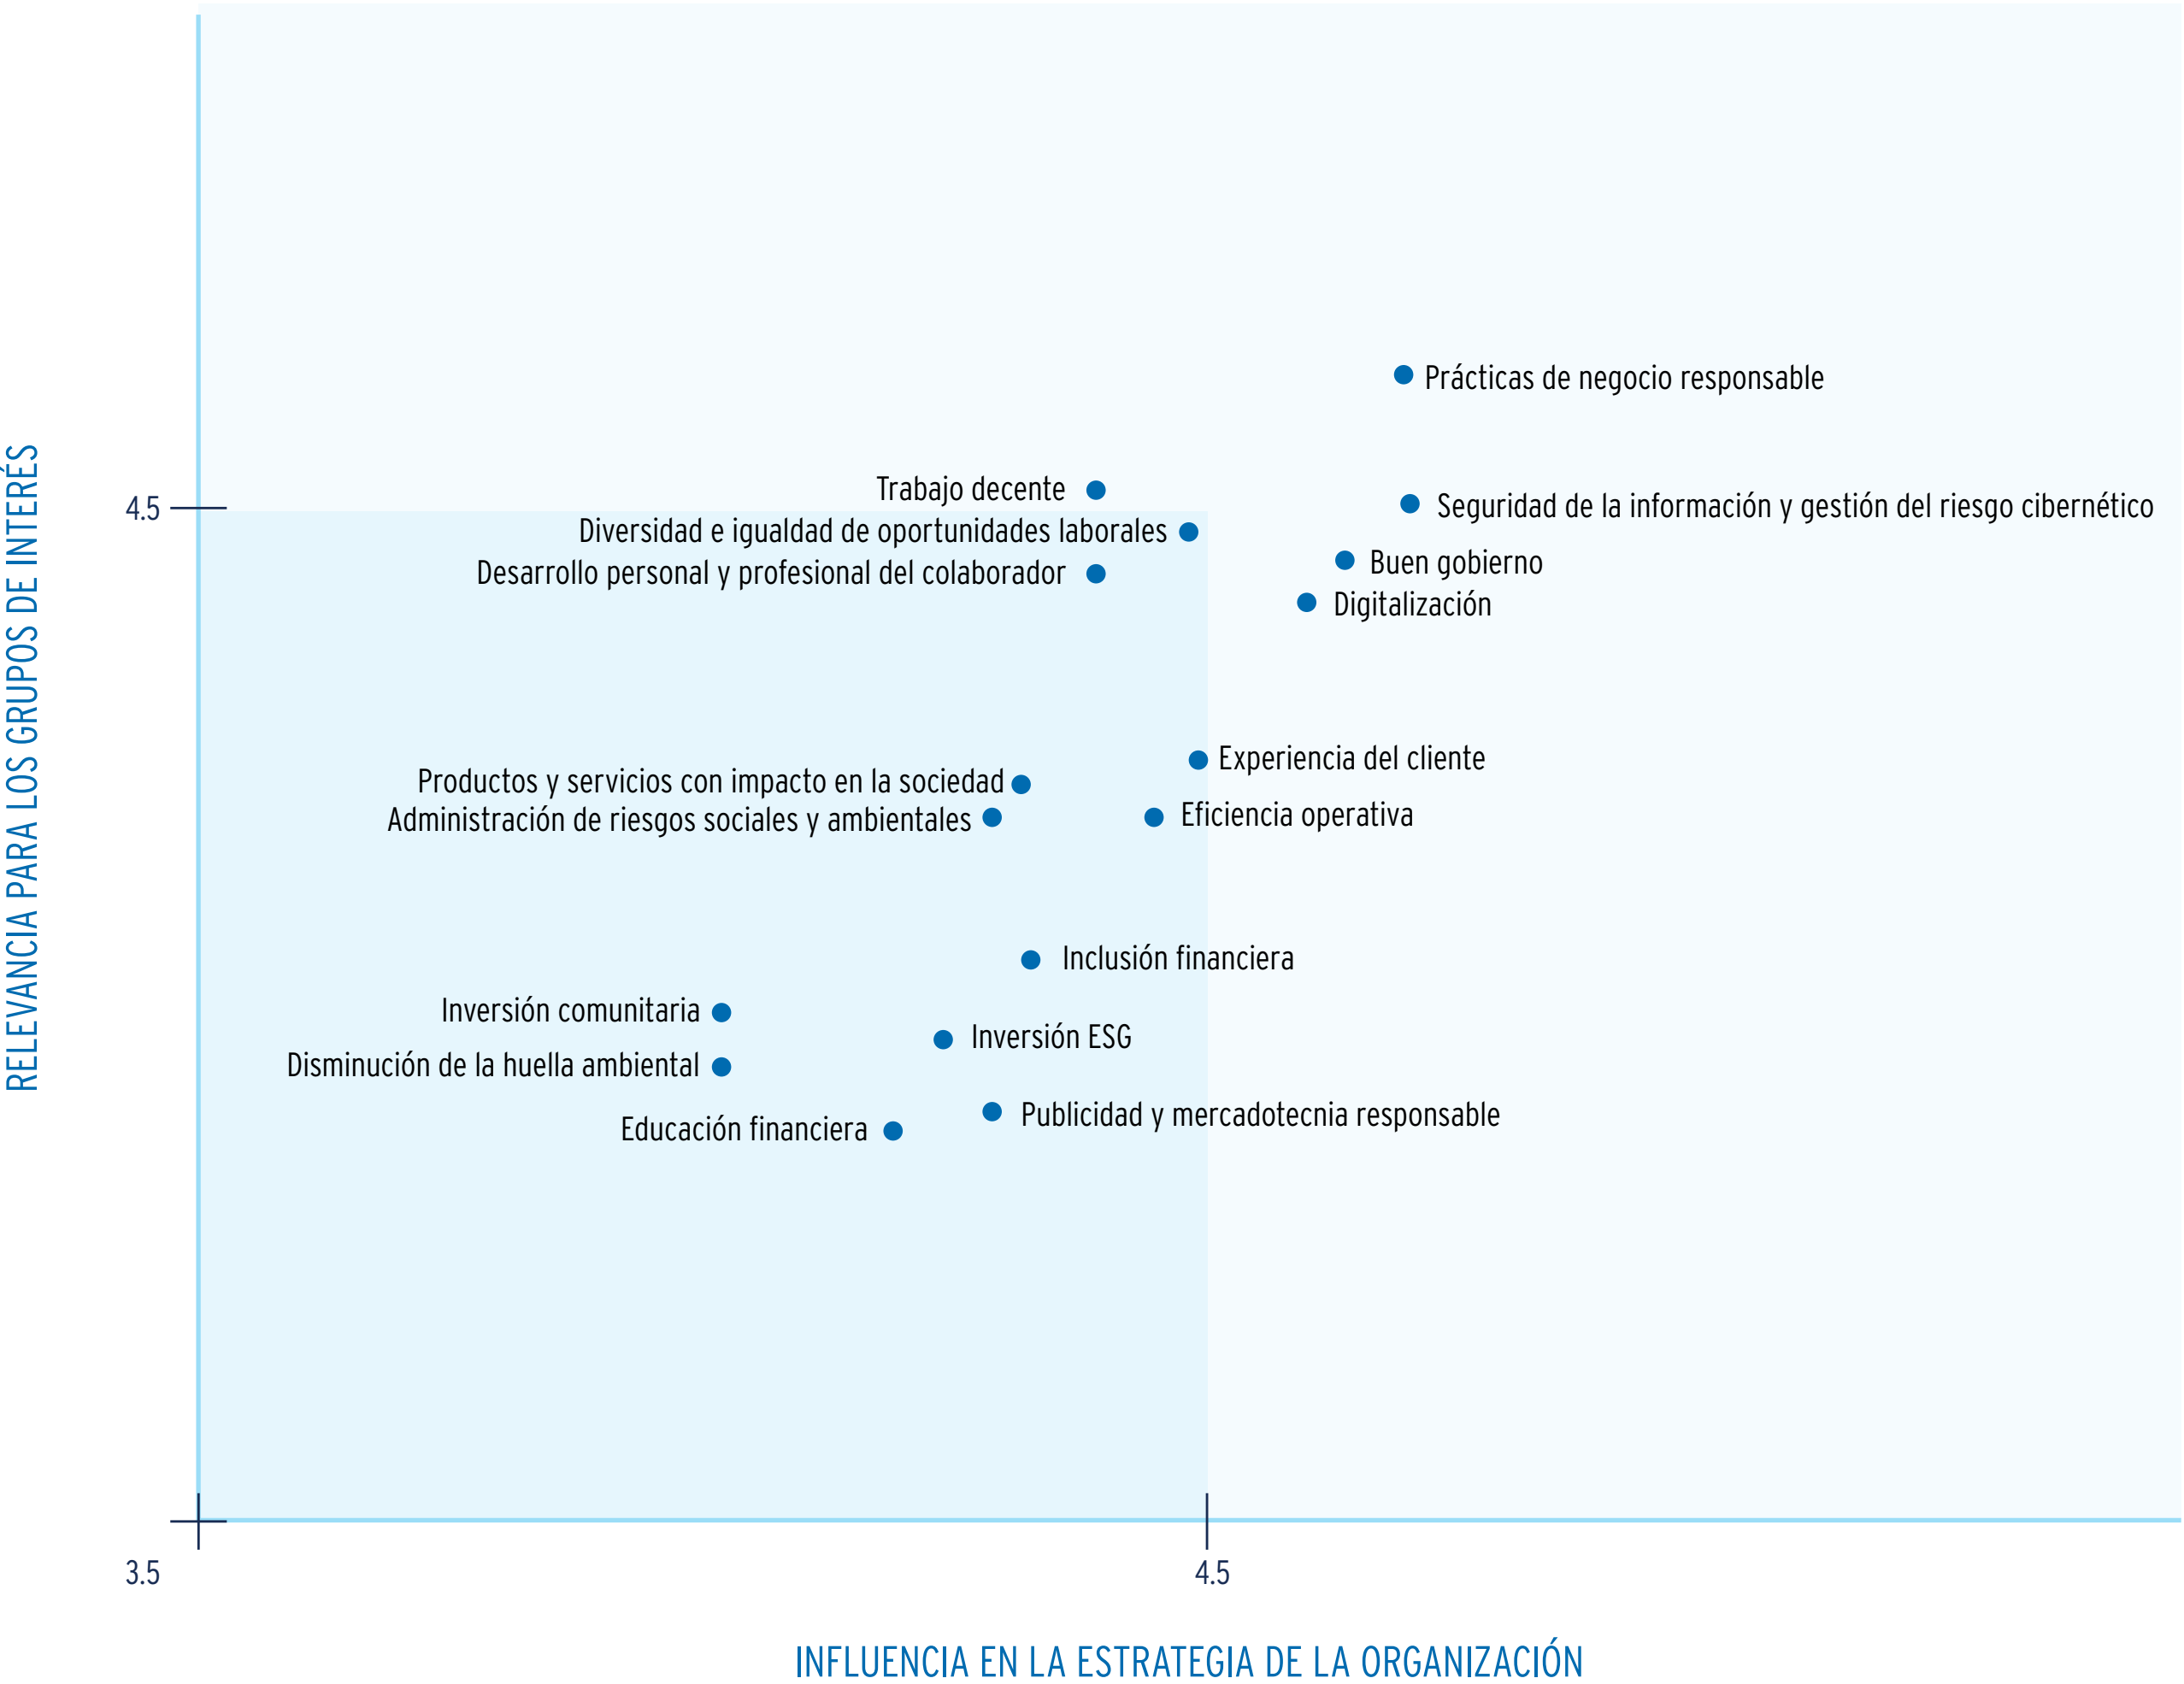 RELEVANCIA PARA LOS GRUPOS DE INTERÉS
Prácticas de negocio responsable
Trabajo decente
4.5
Seguridad de la información y gestión del riesgo cibernético
Diversidad e igualdad de oportunidades laborales
Buen gobierno
Desarrollo personal y profesional del colaborador
Digitalización
Experiencia del cliente
Productos y servicios con impacto en la sociedad
Eficiencia operativa
Administración de riesgos sociales y ambientales
Inclusión financiera
Inversión comunitaria
Inversión ESG
Disminución de la huella ambiental
Publicidad y mercadotecnia responsable
Educación financiera
3.5
4.5
INFLUENCIA EN LA ESTRATEGIA DE LA ORGANIZACIÓN